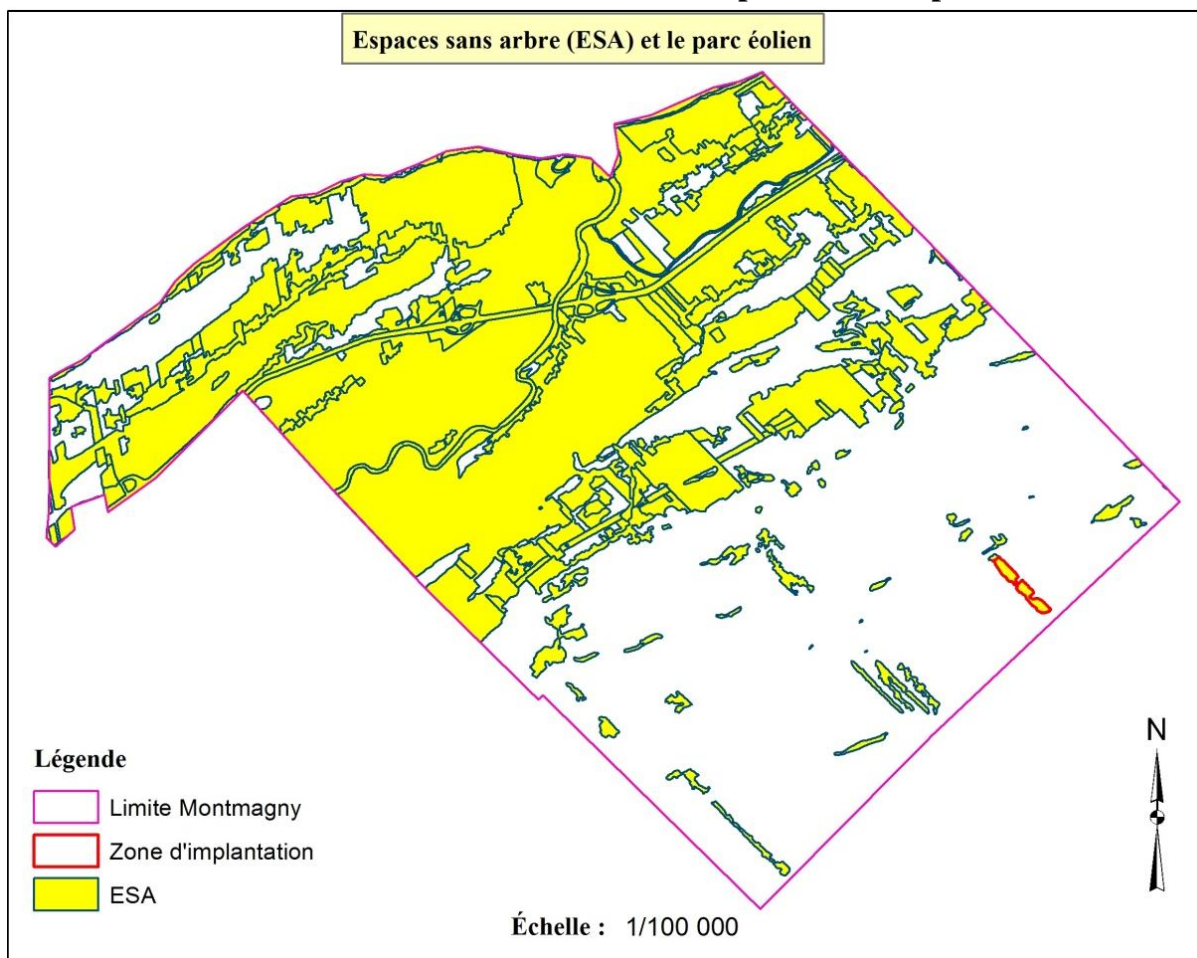 Espaces sans arbre (ESA) et le parc éolien
N
Légende
Limite Montmagny
Zone d'implantation
ESA
Échelle : 1/100 000